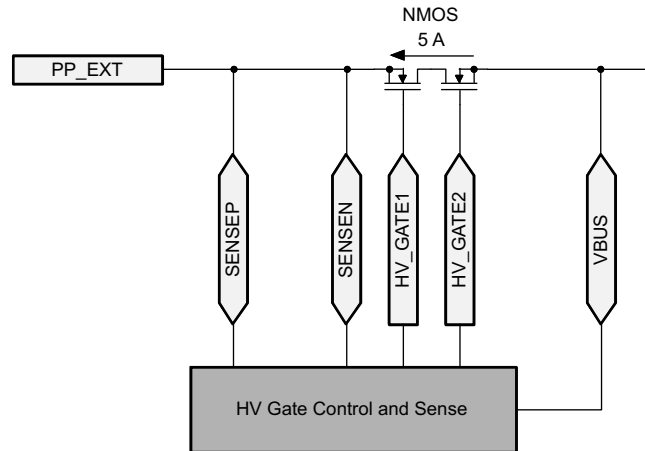 NMOS
5 A
PP_EXT
SENSEP
SENSEN
HV_GATE1
HV_GATE2
VBUS
HV Gate Control and Sense